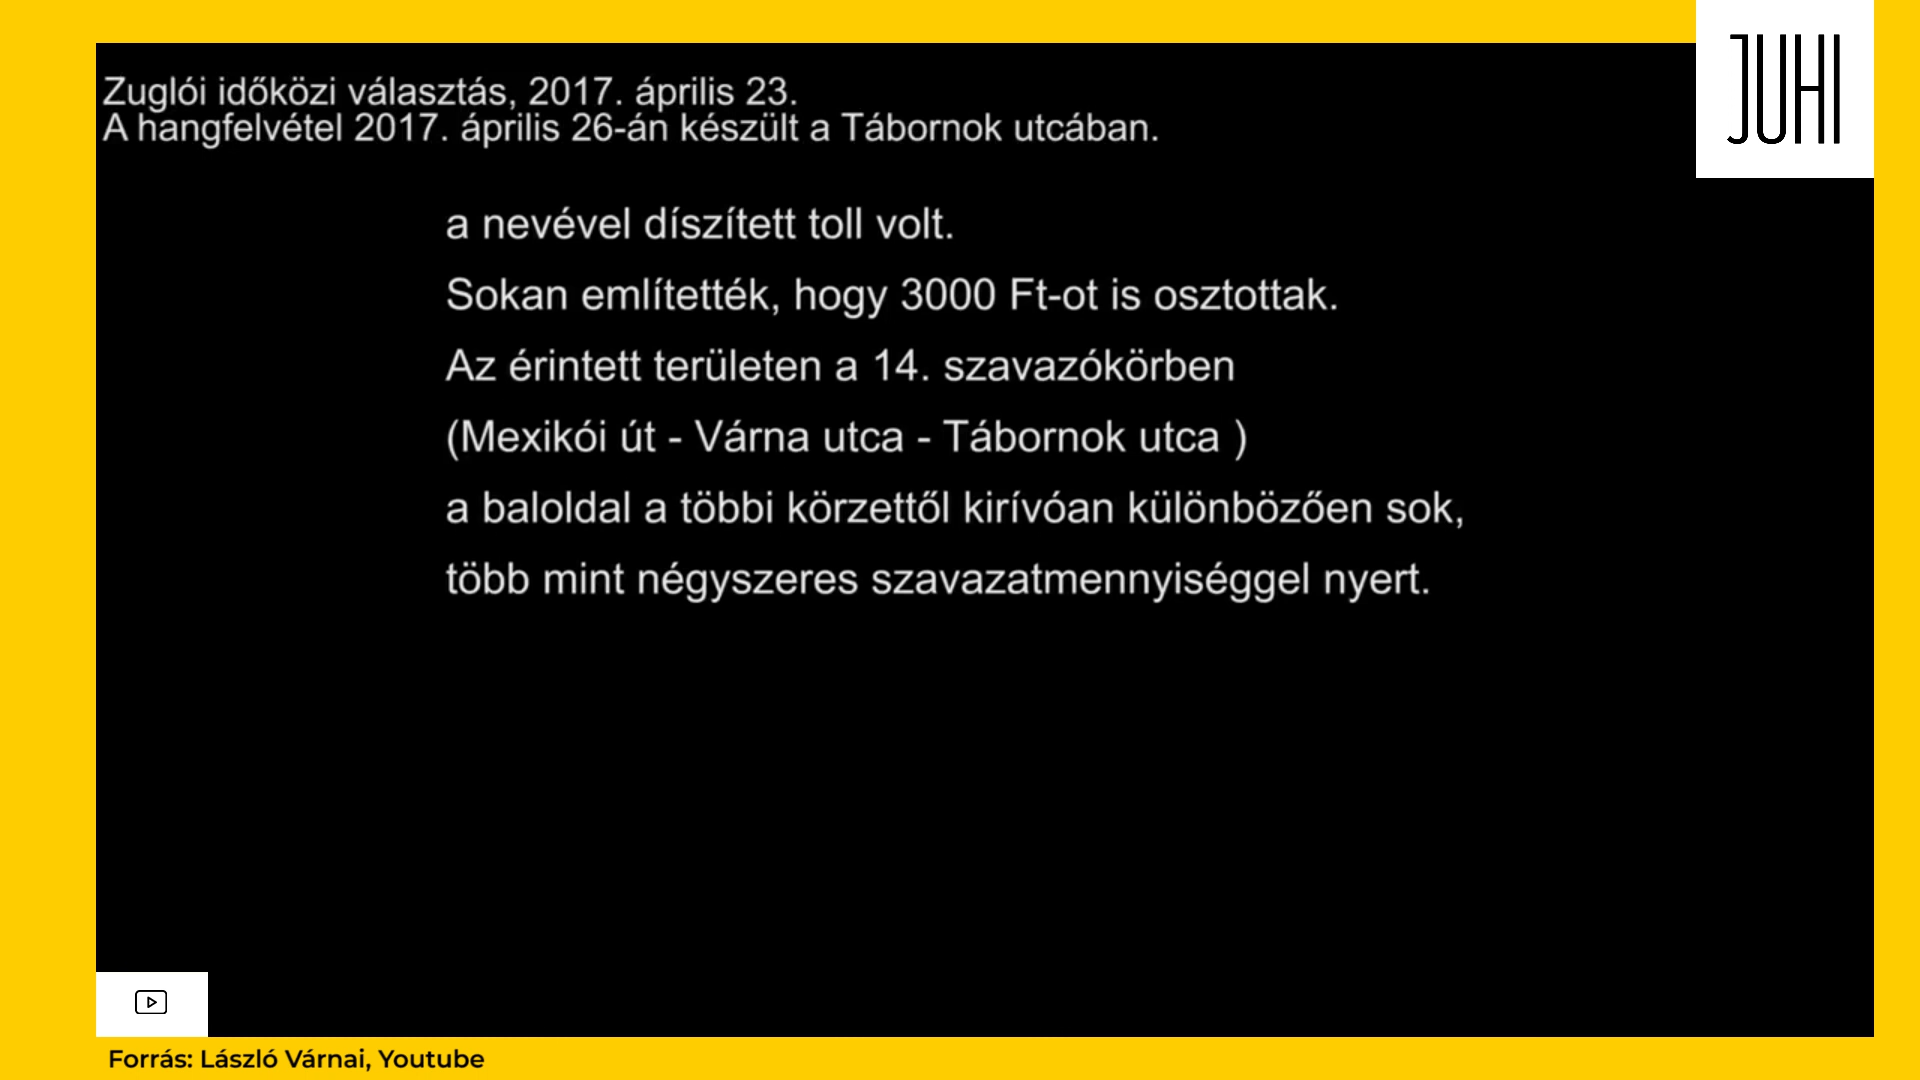 JUHI
Zuglói időközi választás, 2017. április 23.
A hangfelvétel 2017. április 26-án készült a Tábornok utcában.
a nevével díszített toll volt.
Sokan említették, hogy 3000 Ft-ot is osztottak.
Az érintett területen a 14. szavazókörben
(Mexikói út - Várna utca - Tábornok utca )
a baloldal a többi körzettől kirívóan különbözően sok,
több mint négyszeres szavazatmennyiséggel nyert.
Forrás: László Várnai, Youtube